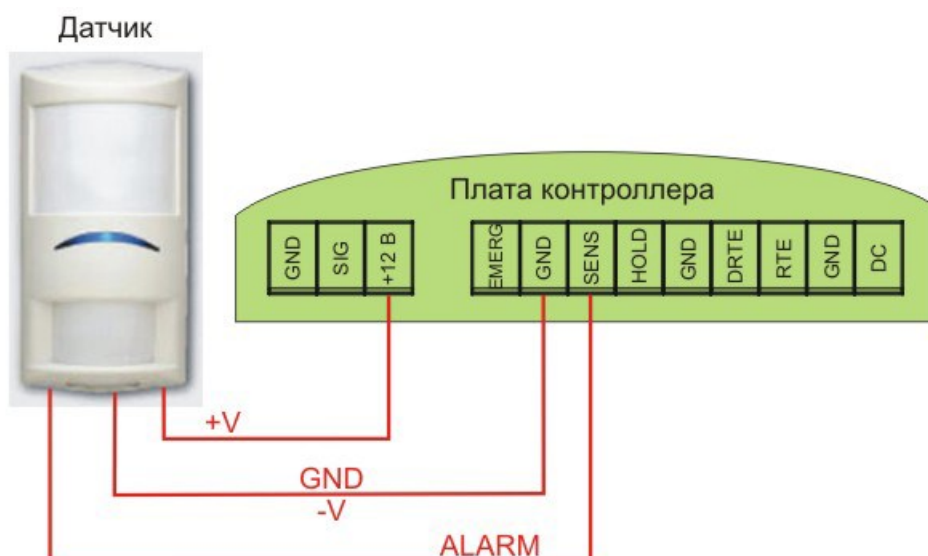 Датчик
Плата контроллера
GND
SIG
+12 В
EMERG
GND
SENS
HOLD
GND
DRTE
RTE
GND
DC
+V
GND
-V
ALARM